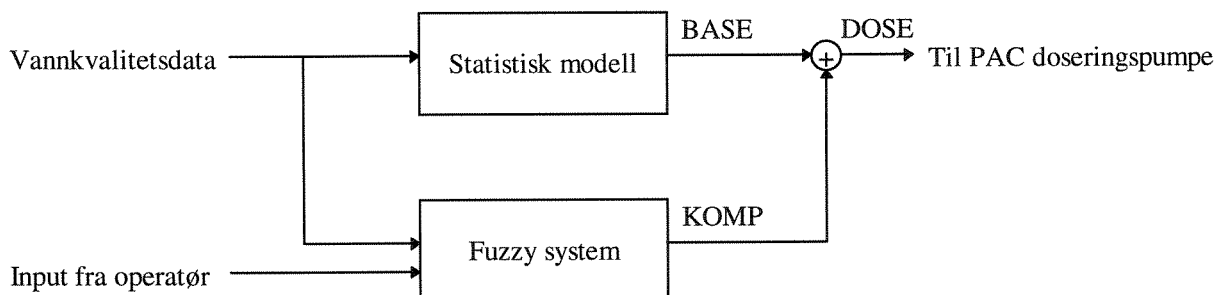 BASE
DOSE
Vannkvalitetsdata
Statistisk modell
+
Til PAC doseringspumpe
KOMP
Fuzzy system
Input fra operatør